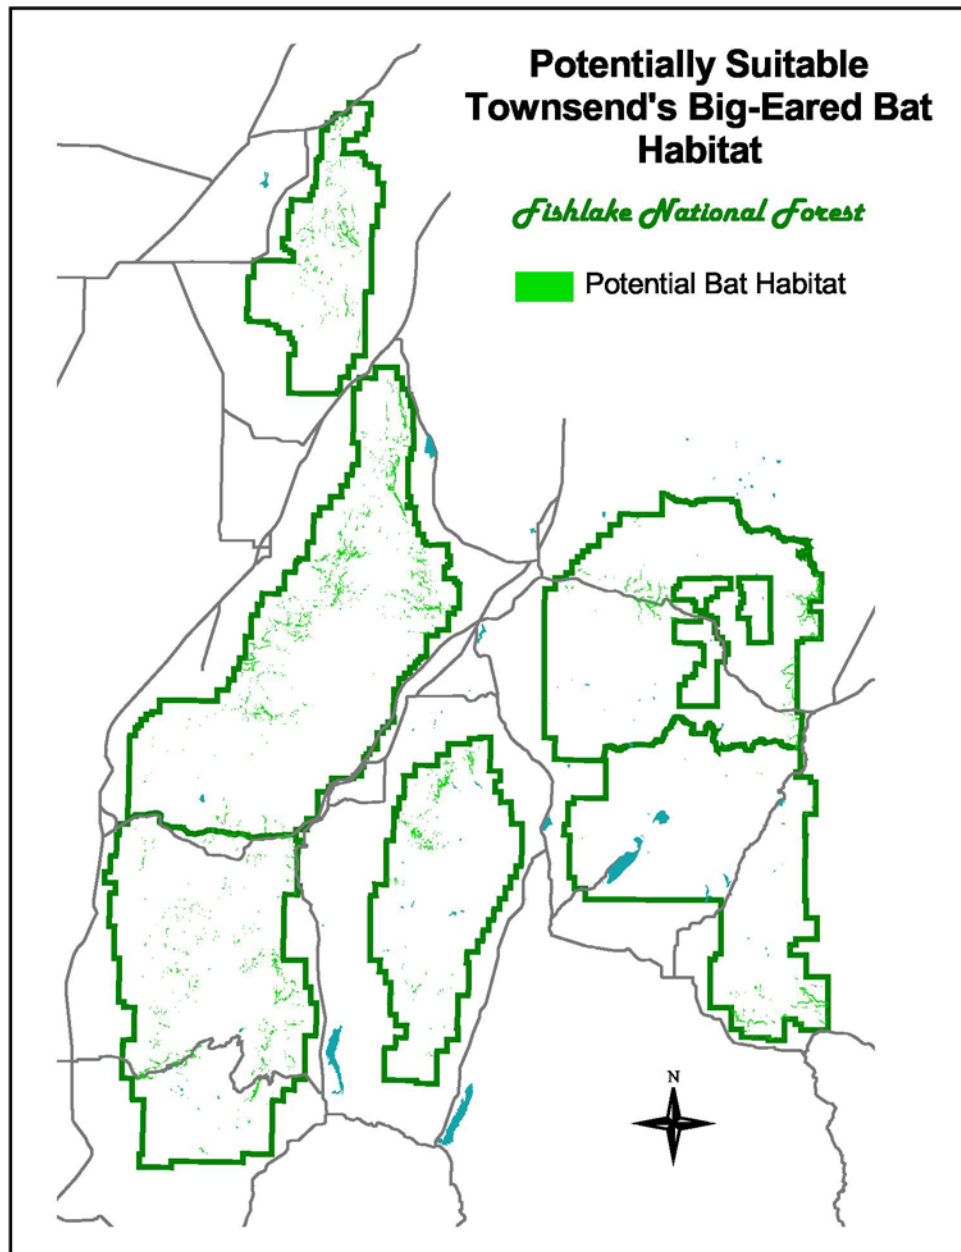 Potentially Suitable
Townsend's Big-Eared Bat
Habitat
Fishlake National Forest
Potential Bat Habitat
N